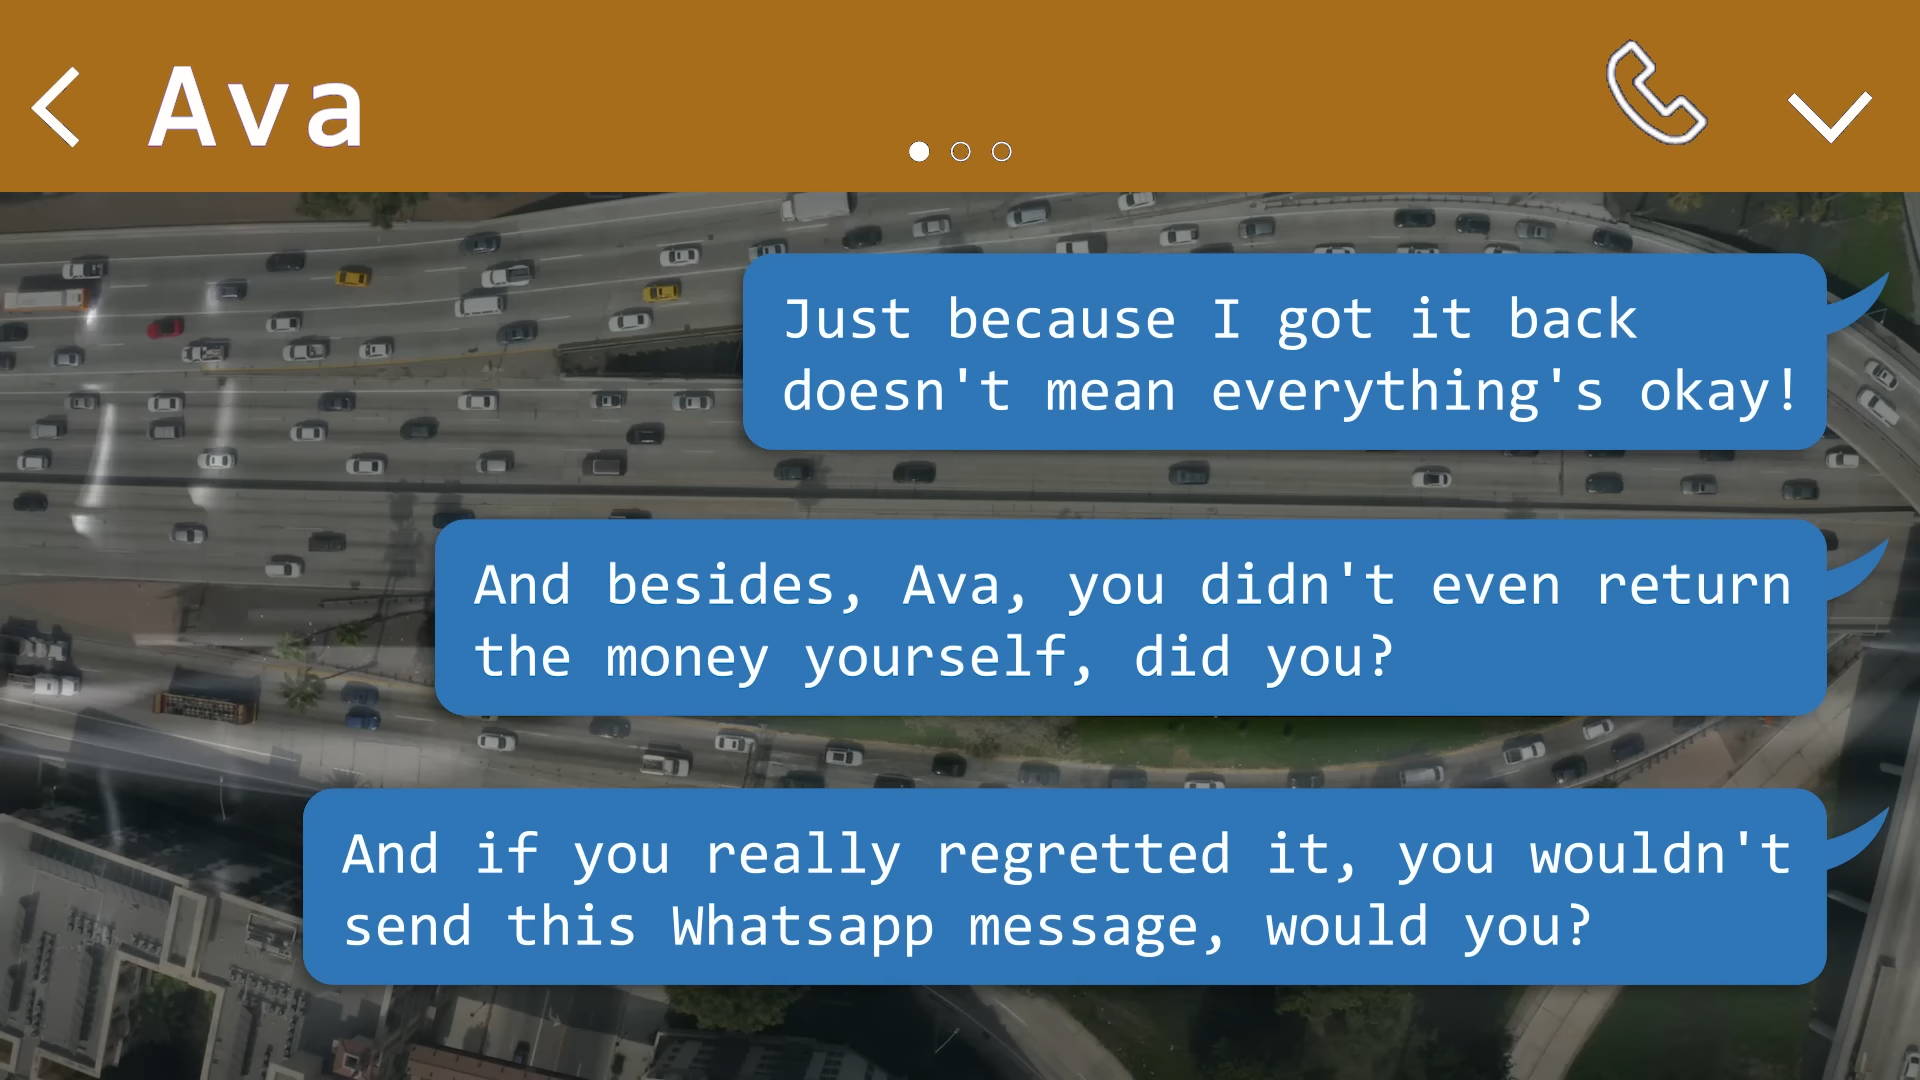 Ava
Just because I got it back
doesn't mean everything's okay!
And besides, Ava, you didn't even return
the money yourself, did you?
And if you really regretted it, you wouldn't
send this Whatsapp message, would you?